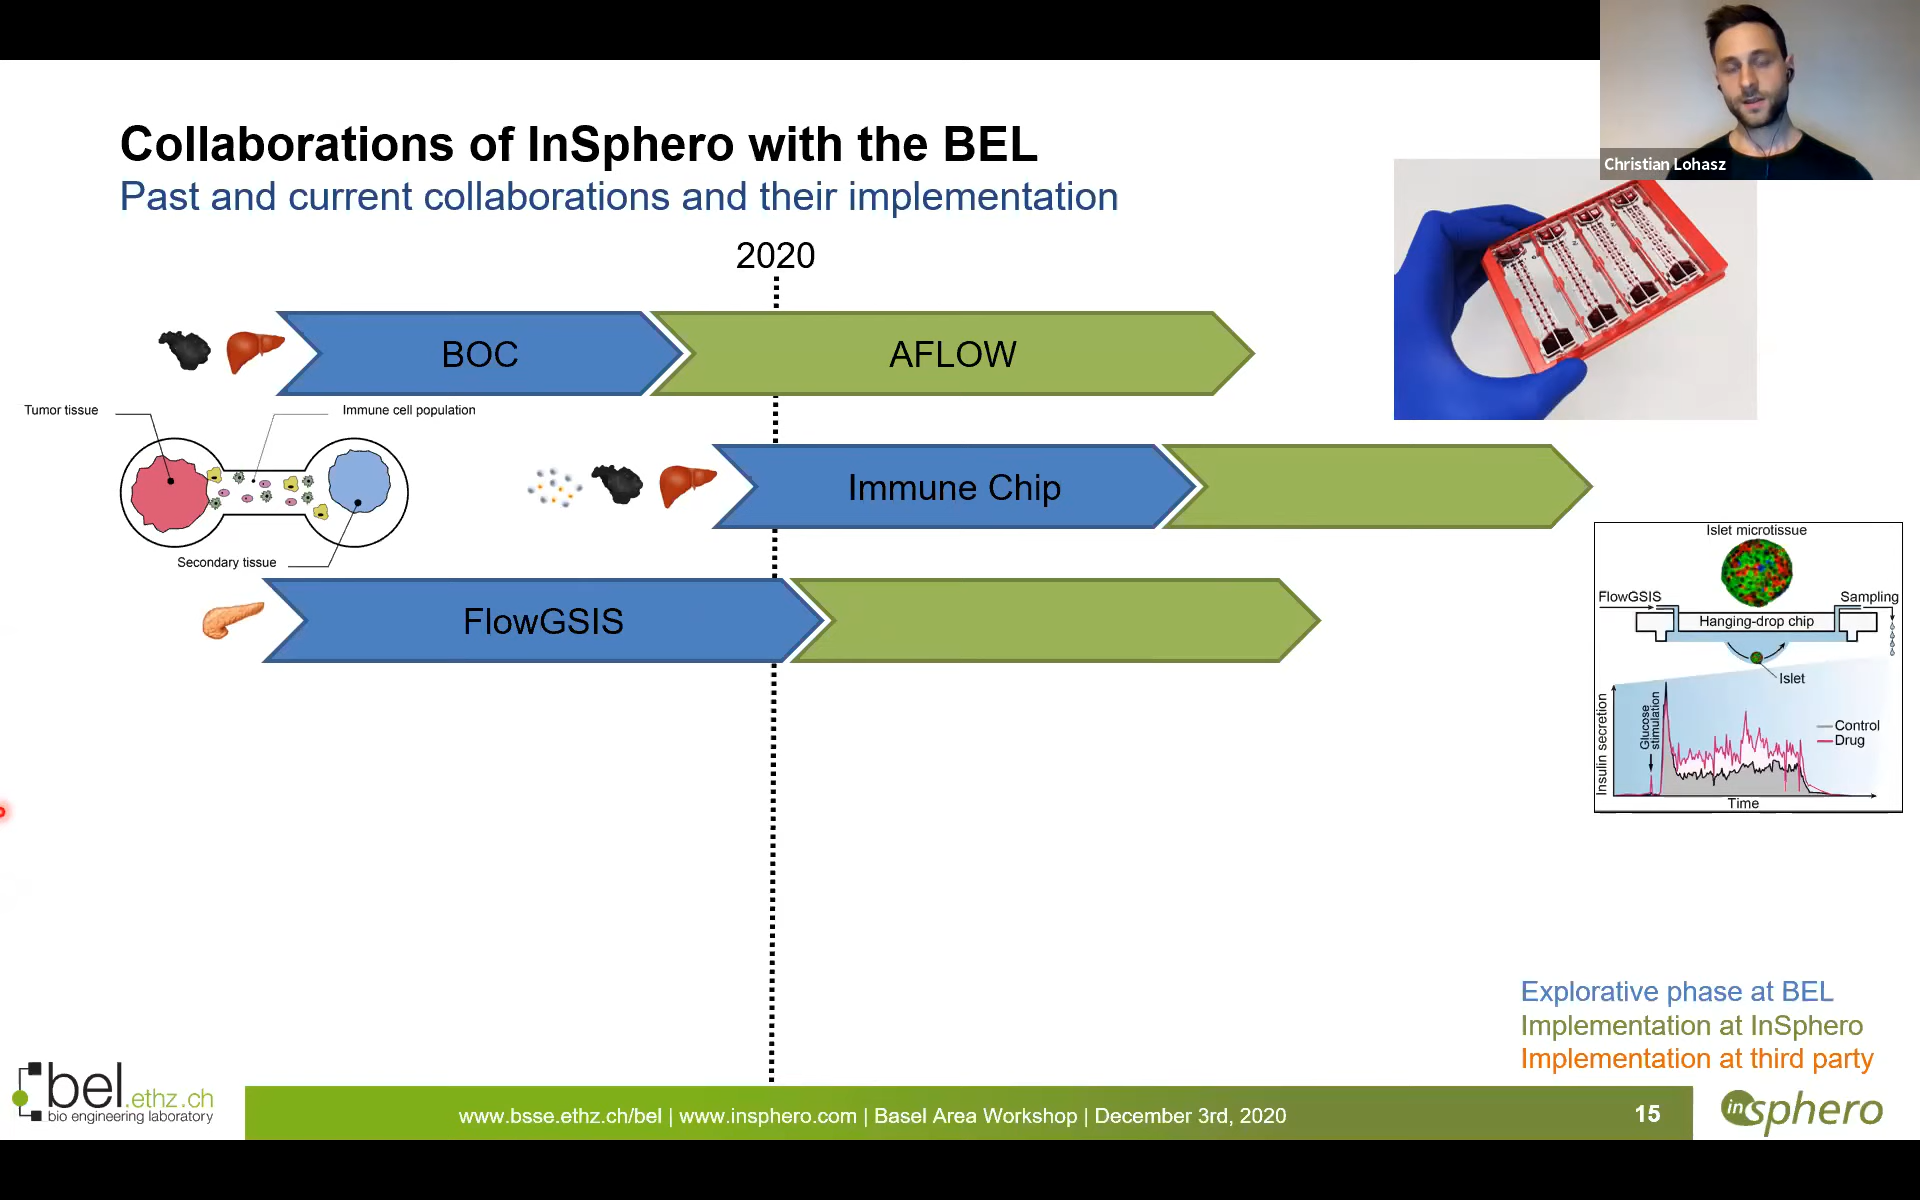 Christian Lohasz
Collaborations of InSphero with the BEL
Past and current collaborations and their implementation
2020
BOC
AFLOW
Tumor tissue
Immune cell population
Secondary tissue
Immune Chip
FlowGSIS
Islet microtissue
FlowGSIS
Sampling
Hanging-drop chip
Islet
Insulin secretion
Glucose
stimulation
Control
Drug
Time
Explorative phase at BEL
Implementation at InSphero
Implementation at third party
bel.ethz.ch
bio engineering laboratory
www.bsse.ethz.ch/bel | www.insphero.com | Basel Area Workshop | December 3rd, 2020
15
insphero